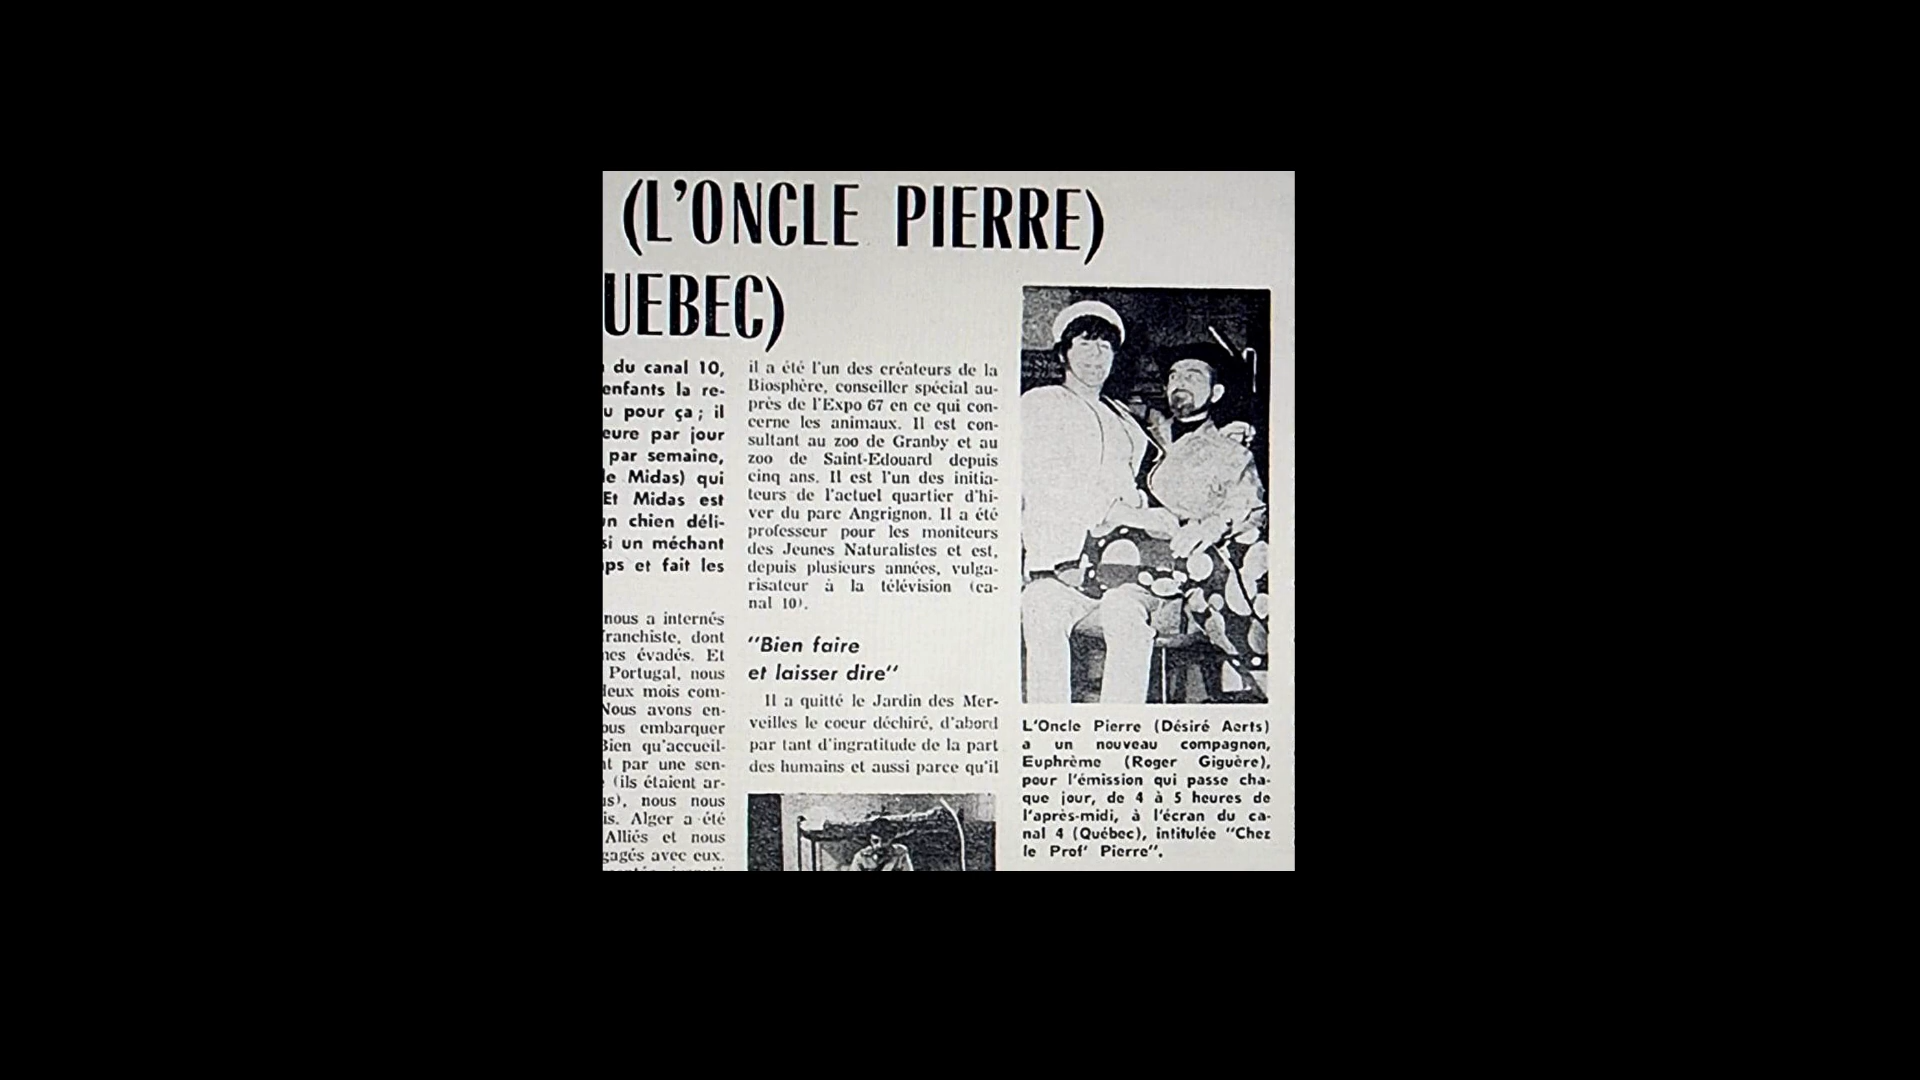 (L'ONCLE PIERRE)
UEBEC)
du canal 10,
enfants la re-
u pour ça; il
eure par jour
par semaine,
le Midas) qui
Et Midas est
un chien déli-
si un méchant
ps et fait les
nous a internés
franchiste, dont
nes évadés. Et
Portugal, nous
deux mois com-
Nous avons en-
ous embarquer
Bien qu'accueil-
nt par une sen-
(ils étaient ar-
us), nous nous
is. Alger a été
Alliés et nous
gagés avec eux.
il a été l'un des créateurs de la
Biosphère, conseiller spécial au-
près de l'Expo 67 en ce qui con-
cerne les animaux. Il est con-
sultant au zoo de Granby et au
zoo de Saint-Edouard depuis
cinq ans. Il est l'un des initia-
teurs de l'actuel quartier d'hi-
ver du parc Angrignon. Il a été
professeur pour les moniteurs
des Jeunes Naturalistes et est,
depuis plusieurs années, vulga-
risateur à la télévision (ca-
nal 10).
"Bien faire
et laisser dire"
Il a quitté le Jardin des Mer-
veilles le coeur déchiré, d'abord
par tant d'ingratitude de la part
des humains et aussi parce qu'il
L'Oncle Pierre (Désiré Aerts)
a un nouveau compagnon,
Euphrème (Roger Giguère),
pour l'émission qui passe cha-
que jour, de 4 à 5 heures de
l'après-midi, à l'écran du ca-
nal 4 (Québec), intitulée "Chez
le Prof' Pierre".